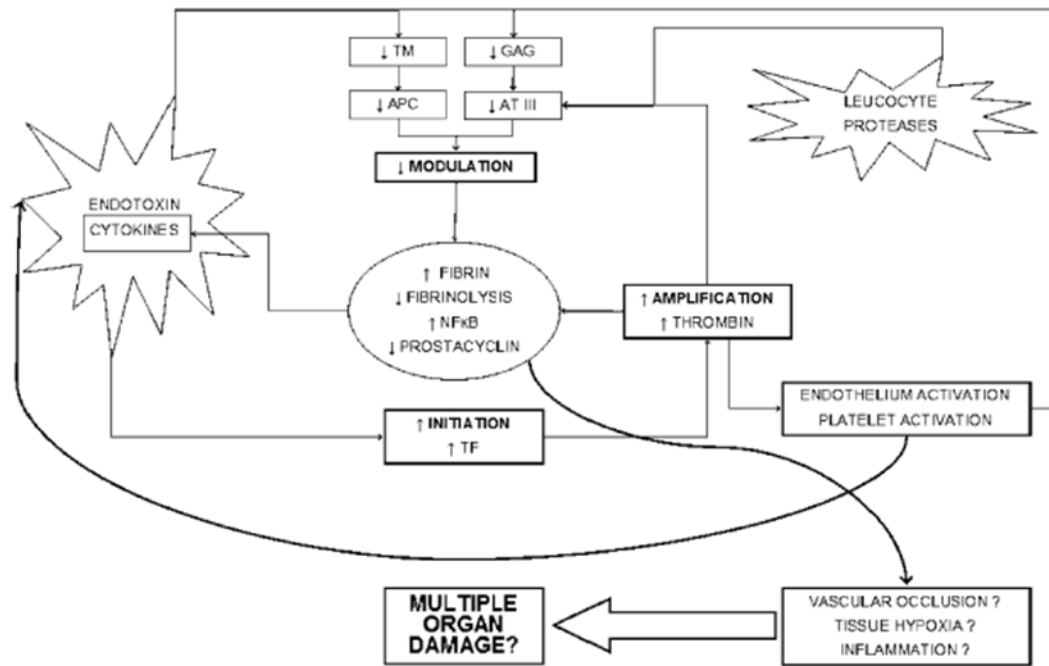 ↓ TM
↓ GAG
↓ APC
↓ AT III
LEUCOCYTE
PROTEASES
↓ MODULATION
ENDOTOXIN
CYTOKINES
↑ FIBRIN
↓ FIBRINOLYSIS
↑ NFκB
↓ PROSTACYCLIN
↑ AMPLIFICATION
↑ THROMBIN
ENDOTHELIUM ACTIVATION
PLATELET ACTIVATION
↑ INITIATION
↑ TF
MULTIPLE
ORGAN
DAMAGE?
VASCULAR OCCLUSION ?
TISSUE HYPOXIA ?
INFLAMMATION ?